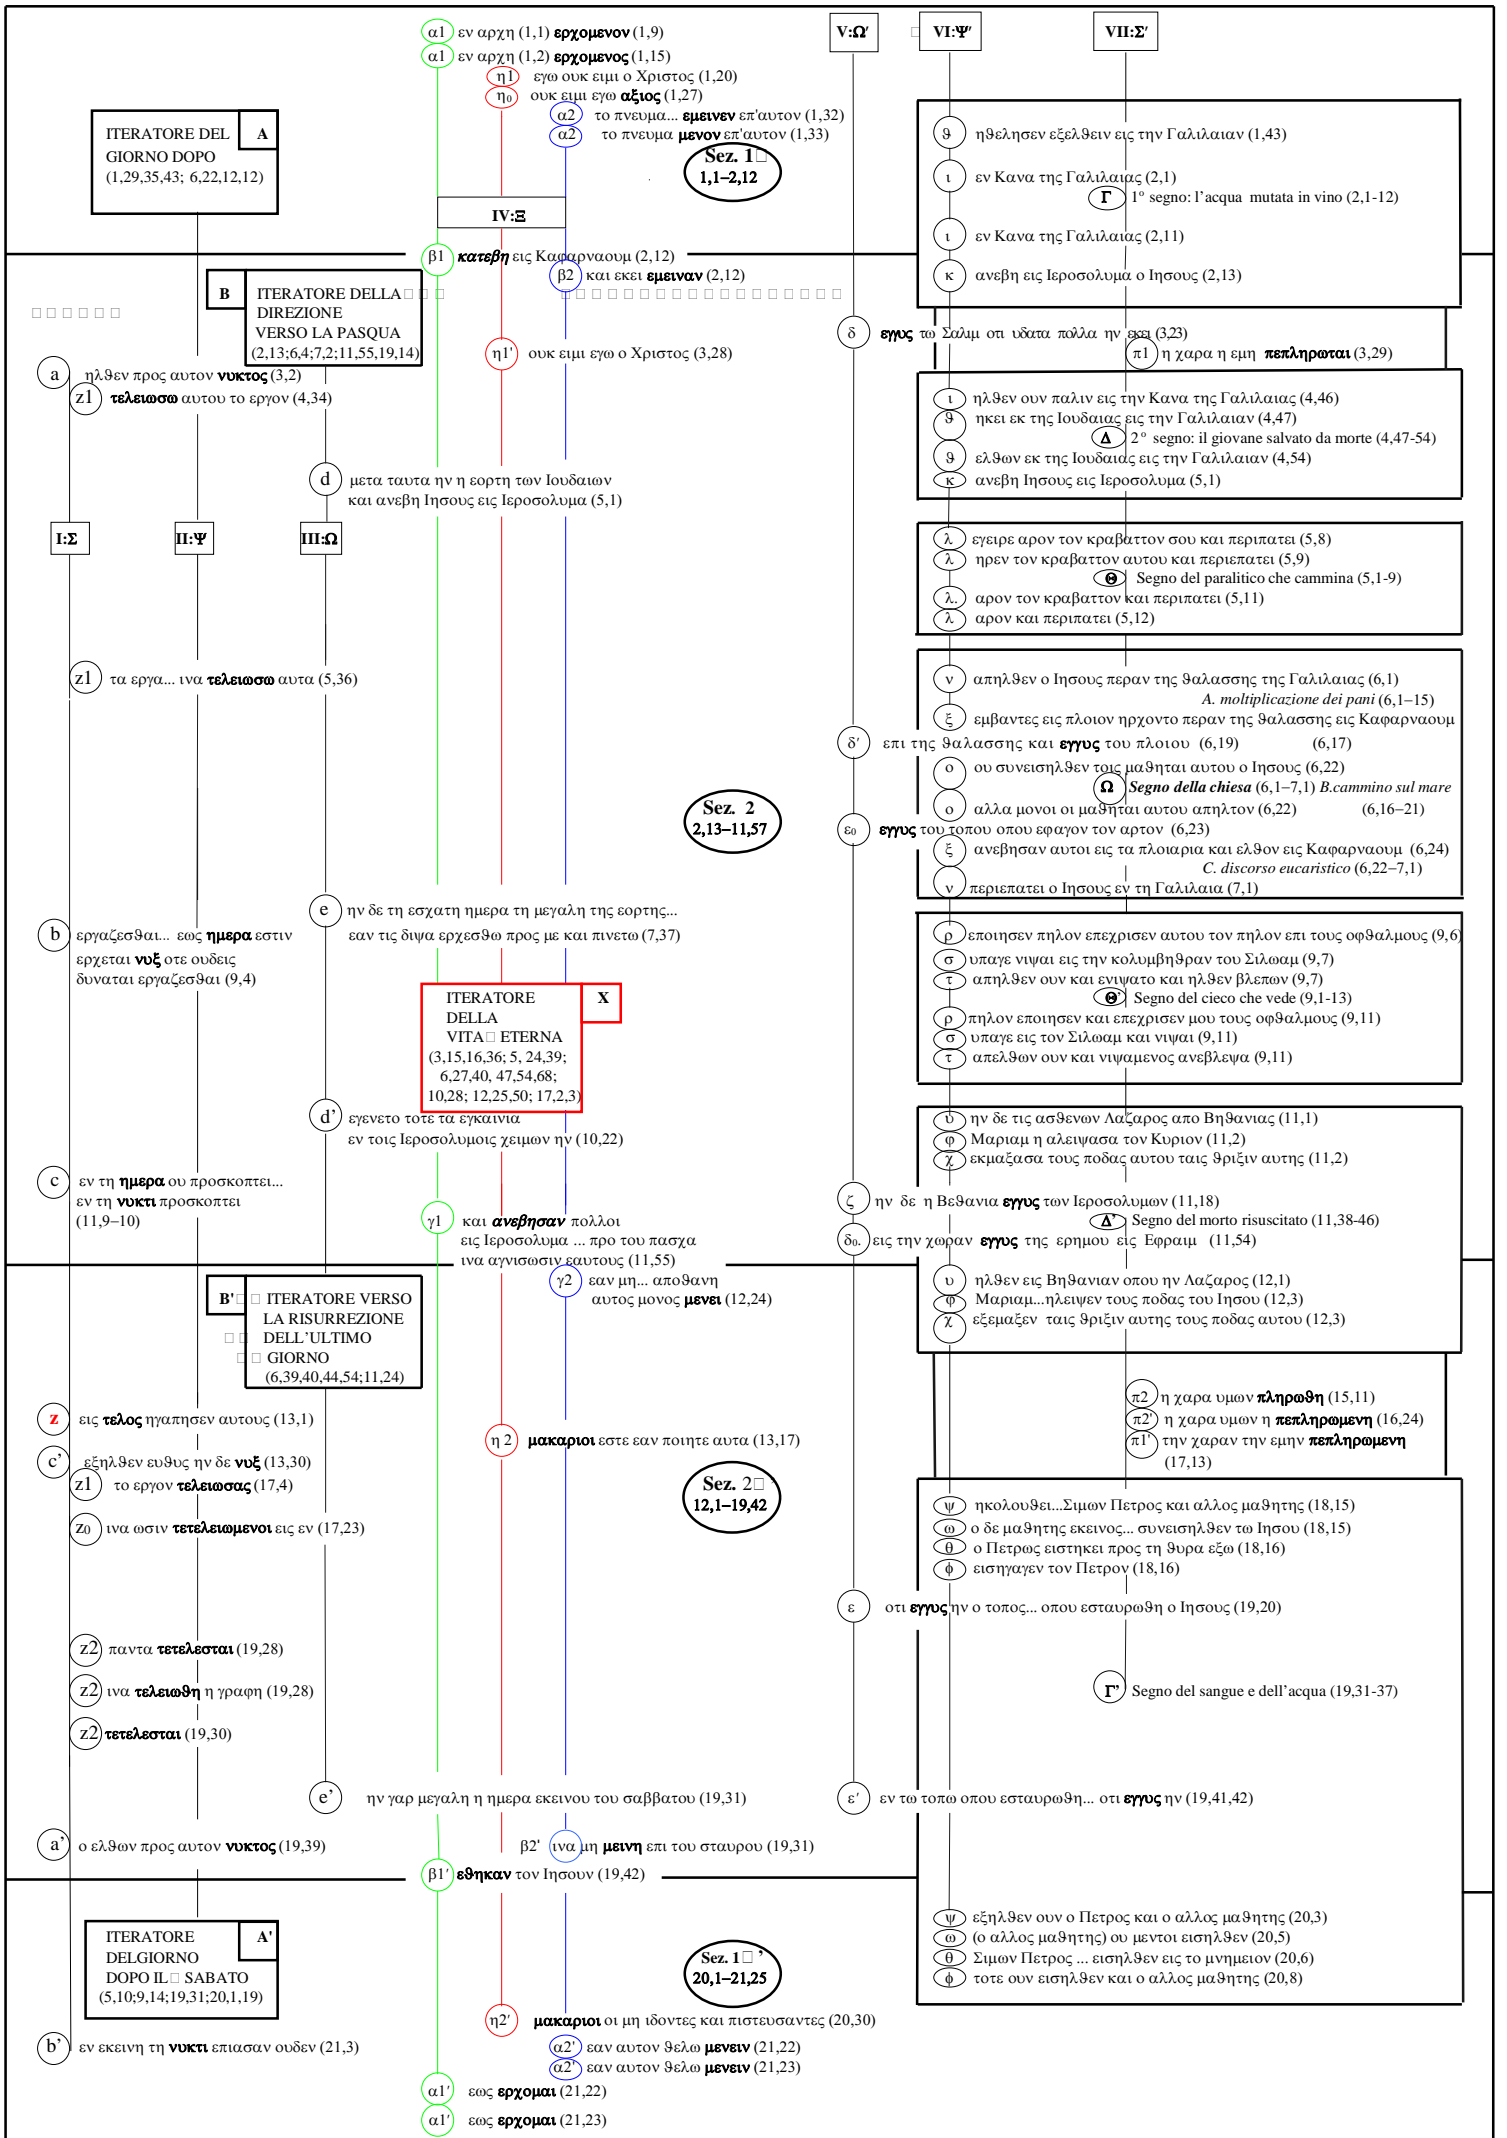 α1 εν αρχη (1,1) ερχομενον (1,9)
α1 εν αρχη (1,2) ερχομενος (1,15)
η1 εγω ουκ ειμι ο Χριστος (1,20)
η0 ουκ ειμι εγω αξιος (1,27)
α2 το πνευμα... εμεινεν επ'αυτον (1,32)
α2 το πνευμα μενον επ'αυτον (1,33)
V:Ω'
VI:Ψ'
VII:Σ'
ITERATORE DEL A
GIORNO DOPO
(1,29,35,43; 6,22,12,12)
Sez. 1
1,1–2,12
IV:Ξ
ϑ ηϑελησεν εξελϑειν εις την Γαλιλαιαν (1,43)
ι εν Κανα της Γαλιλαιας (2,1)
Γ 1° segno: l'acqua mutata in vino (2,1-12)
ι εν Κανα της Γαλιλαιας (2,11)
κ ανεβη εις Ιεροσολυμα ο Ιησους (2,13)
β1 κατεβη εις Καφαρναουμ (2,12)
β2 και εκει εμειναν (2,12)
B ITERATORE DELLA
DIREZIONE
VERSO LA PASQUA
(2,13;6,4;7,2;11,55,19,14)
δ εγγυς τω Σαλιμ οτι υδατα πολλα ην εκει (3,23)
η1' ουκ ειμι εγω ο Χριστος (3,28)
π1 η χαρα η εμη πεπληρωται (3,29)
a ηλϑεν προς αυτον νυκτος (3,2)
z1 τελειωσω αυτου το εργον (4,34)
ι ηλϑεν ουν παλιν εις την Κανα της Γαλιλαιας (4,46)
ϑ ηκει εκ της Ιουδαιας εις την Γαλιλαιαν (4,47)
Δ 2° segno: il giovane salvato da morte (4,47-54)
ϑ ελϑων εκ της Ιουδαιας εις την Γαλιλαιαν (4,54)
κ ανεβη Ιησους εις Ιεροσολυμα (5,1)
d μετα ταυτα ην η εορτη των Ιουδαιων
και ανεβη Ιησους εις Ιεροσολυμα (5,1)
I:Σ
II:Ψ
III:Ω
λ εγειρε αρον τον κραβαττον σου και περιπατει (5,8)
λ ηρεν τον κραβαττον αυτου και περιεπατει (5,9)
Θ Segno del paralitico che cammina (5,1-9)
λ. αρον τον κραβαττον και περιπατει (5,11)
λ αρον και περιπατει (5,12)
z1 τα εργα... ινα τελειωσω αυτα (5,36)
ν απηλϑεν ο Ιησους περαν της ϑαλασσης της Γαλιλαιας (6,1)
A. moltiplicazione dei pani (6,1–15)
ξ εμβαντες εις πλοιον ηρχοντο περαν της ϑαλασσης εις Καφαρναουμ
δ' επι της ϑαλασσης και εγγυς του πλοιου (6,19) (6,17)
ο ου συνεισηλϑεν τοις μαϑηται αυτου ο Ιησους (6,22)
Ω Segno della chiesa (6,1–7,1) B.cammino sul mare
ο αλλα μονοι οι μαϑηται αυτου απηλτον (6,22) (6,16–21)
Sez. 2
2,13–11,57
ε0 εγγυς του τοπου οπου εφαγον τον αρτον (6,23)
ξ ανεβησαν αυτοι εις τα πλοιαρια και ελϑον εις Καφαρναουμ (6,24)
C. discorso eucaristico (6,22–7,1)
ν περιεπατει ο Ιησους εν τη Γαλιλαια (7,1)
e ην δε τη εσχατη ημερα τη μεγαλη της εορτης...
εαν τις διψα ερχεσϑω προς με και πινετω (7,37)
b εργαζεσϑαι... εως ημερα εστιν
ερχεται νυξ οτε ουδεις
δυναται εργαζεσϑαι (9,4)
ρ εποιησεν πηλον επεχρισεν αυτου τον πηλον επι τους οφϑαλμους (9,6)
σ υπαγε νιψαι εις την κολυμβηϑραν του Σιλωαμ (9,7)
τ απηλϑεν ουν και ενιψατο και ηλϑεν βλεπων (9,7)
Θ' Segno del cieco che vede (9,1-13)
ρ πηλον εποιησεν και επεχρισεν μου τους οφϑαλμους (9,11)
σ υπαγε εις τον Σιλωαμ και νιψαι (9,11)
τ απελϑων ουν και νιψαμενος ανεβλεψα (9,11)
ITERATORE X
DELLA
VITA ETERNA
(3,15,16,36; 5, 24,39;
6,27,40, 47,54,68;
10,28; 12,25,50; 17,2,3)
d' εγενετο τοτε τα εγκαινια
εν τοις Ιεροσολυμοις χειμων ην (10,22)
υ ην δε τις ασϑενων Λαζαρος απο Βηϑανιας (11,1)
φ Μαριαμ η αλειψασα τον Κυριον (11,2)
χ εκμαξασα τους ποδας αυτου ταις ϑριξιν αυτης (11,2)
c εν τη ημερα ου προσκοπτει...
εν τη νυκτι προσκοπτει
(11,9–10)
ζ ην δε η Βεϑανια εγγυς των Ιεροσολυμων (11,18)
Δ' Segno del morto risuscitato (11,38-46)
δ0. εις την χωραν εγγυς της ερημου εις Εφραιμ (11,54)
γ1 και ανεβησαν πολλοι
εις Ιεροσολυμα ... προ του πασχα
ινα αγνισωσιν εαυτους (11,55)
γ2 εαν μη... αποϑανη
αυτος μονος μενει (12,24)
υ ηλϑεν εις Βηϑανιαν οπου ην Λαζαρος (12,1)
φ Μαριαμ...ηλειψεν τους ποδας του Ιησου (12,3)
χ εξεμαξεν ταις ϑριξιν αυτης τους ποδας αυτου (12,3)
B' ITERATORE VERSO
LA RISURREZIONE
DELL'ULTIMO
GIORNO
(6,39,40,44,54;11,24)
π2 η χαρα υμων πληρωϑη (15,11)
π2' η χαρα υμων η πεπληρωμενη (16,24)
π1' την χαραν την εμην πεπληρωμενη
(17,13)
z εις τελος ηγαπησεν αυτους (13,1)
η 2 μακαριοι εστε εαν ποιητε αυτα (13,17)
c' εξηλϑεν ευϑυς ην δε νυξ (13,30)
z1 το εργον τελειωσας (17,4)
z0 ινα ωσιν τετελειωμενοι εις εν (17,23)
Sez. 2 '
12,1–19,42
ψ ηκολουϑει...Σιμων Πετρος και αλλος μαϑητης (18,15)
ω ο δε μαϑητης εκεινος... συνεισηλϑεν τω Ιησου (18,15)
θ ο Πετρως ειστηκει προς τη ϑυρα εξω (18,16)
ϕ εισηγαγεν τον Πετρον (18,16)
ε οτι εγγυς ην ο τοπος... οπου εσταυρωϑη ο Ιησους (19,20)
z2 παντα τετελεσται (19,28)
z2 ινα τελειωϑη η γραφη (19,28)
z2 τετελεσται (19,30)
Γ' Segno del sangue e dell'acqua (19,31-37)
e' ην γαρ μεγαλη η ημερα εκεινου του σαββατου (19,31)
ε' εν τω τοπω οπου εσταυρωϑη... οτι εγγυς ην (19,41,42)
a' ο ελϑων προς αυτον νυκτος (19,39)
β2' ινα μη μεινη επι του σταυρου (19,31)
β1' εϑηκαν τον Ιησουν (19,42)
ITERATORE A'
DELGIORNO
DOPO IL SABATO
(5,10;9,14;19,31;20,1,19)
Sez. 1 '
20,1–21,25
ψ εξηλϑεν ουν ο Πετρος και ο αλλος μαϑητης (20,3)
ω (ο αλλος μαϑητης) ου μεντοι εισηλϑεν (20,5)
θ Σιμων Πετρος ... εισηλϑεν εις το μνημειον (20,6)
ϕ τοτε ουν εισηλϑεν και ο αλλος μαϑητης (20,8)
η2' μακαριοι οι μη ιδοντες και πιστευσαντες (20,30)
b' εν εκεινη τη νυκτι επιασαν ουδεν (21,3)
α2' εαν αυτον ϑελω μενειν (21,22)
α2' εαν αυτον ϑελω μενειν (21,23)
α1' εως ερχομαι (21,22)
α1' εως ερχομαι (21,23)